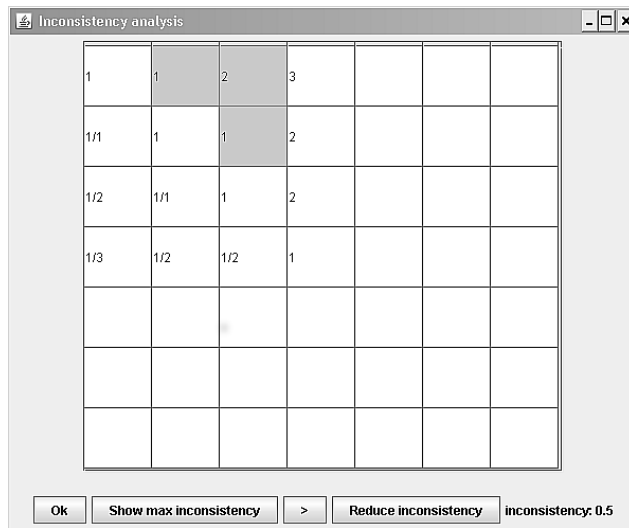 Inconsistency analysis
1 1 2 3
1/1 1 1 2
1/2 1/1 1 2
1/3 1/2 1/2 1
Ok Show max inconsistency > Reduce inconsistency inconsistency: 0.5